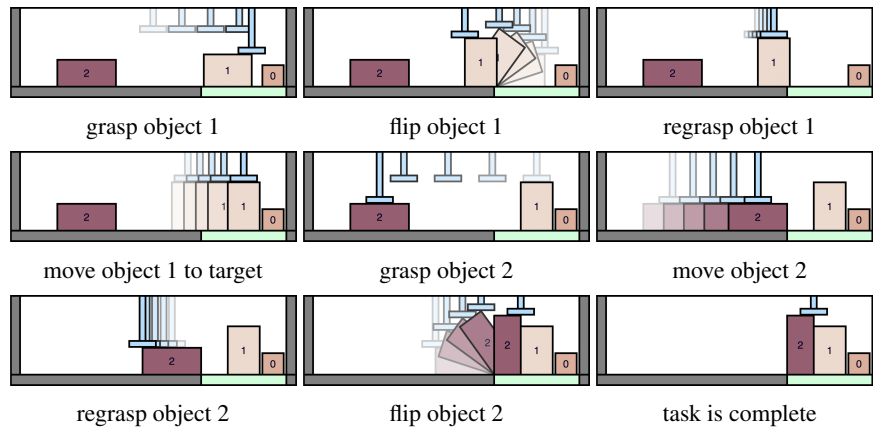 2 1 0
2 1 0
2 1 0
grasp object 1
flip object 1
regrasp object 1
2 1 1 0
2 1 0
2 1 0
move object 1 to target
grasp object 2
move object 2
2 1 0
2 2 1 0
2 1 0
regrasp object 2
flip object 2
task is complete